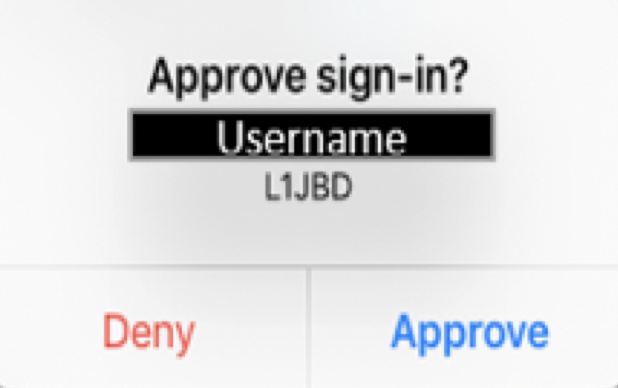 Approve sign-in?
Username
L1JBD
Deny
Approve